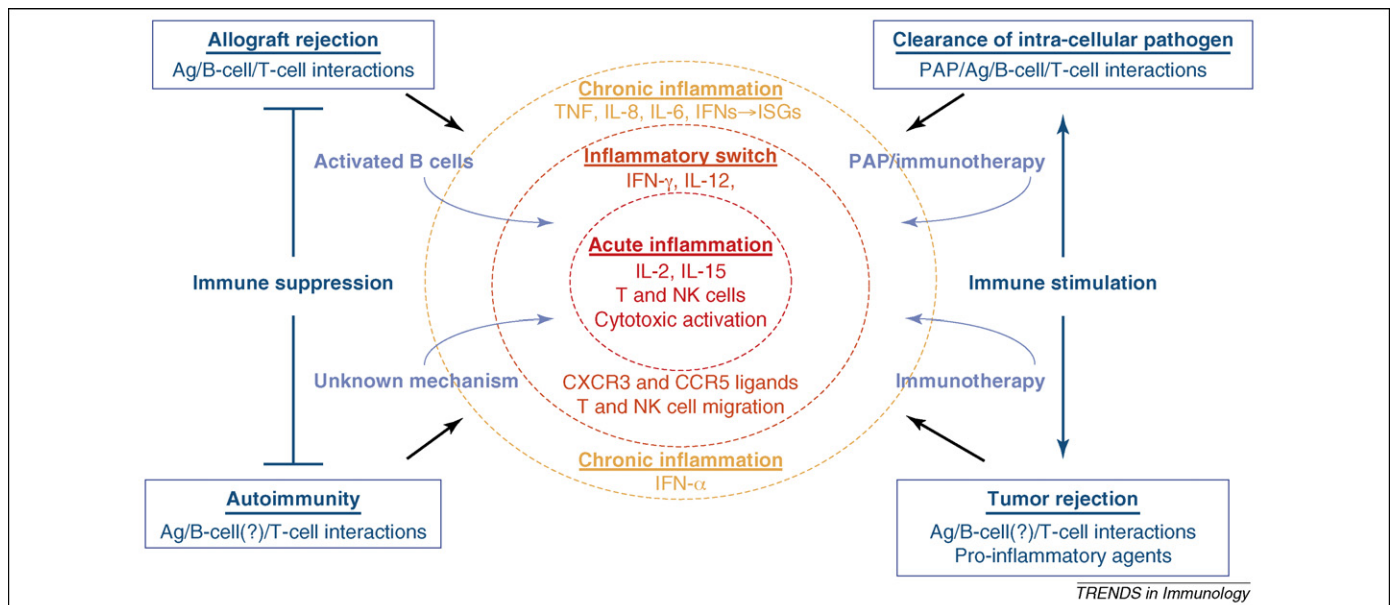 Allograft rejection
Ag/B-cell/T-cell interactions
Clearance of intra-cellular pathogen
PAP/Ag/B-cell/T-cell interactions
Chronic inflammation
TNF, IL-8, IL-6, IFNs→ISGs
Activated B cells
Inflammatory switch
IFN-γ, IL-12,
PAP/immunotherapy
Acute inflammation
IL-2, IL-15
T and NK cells
Cytotoxic activation
Immune suppression
Immune stimulation
Unknown mechanism
CXCR3 and CCR5 ligands
T and NK cell migration
Immunotherapy
Chronic inflammation
IFN-α
Autoimmunity
Ag/B-cell(?)/T-cell interactions
Tumor rejection
Ag/B-cell(?)/T-cell interactions
Pro-inflammatory agents
TRENDS in Immunology